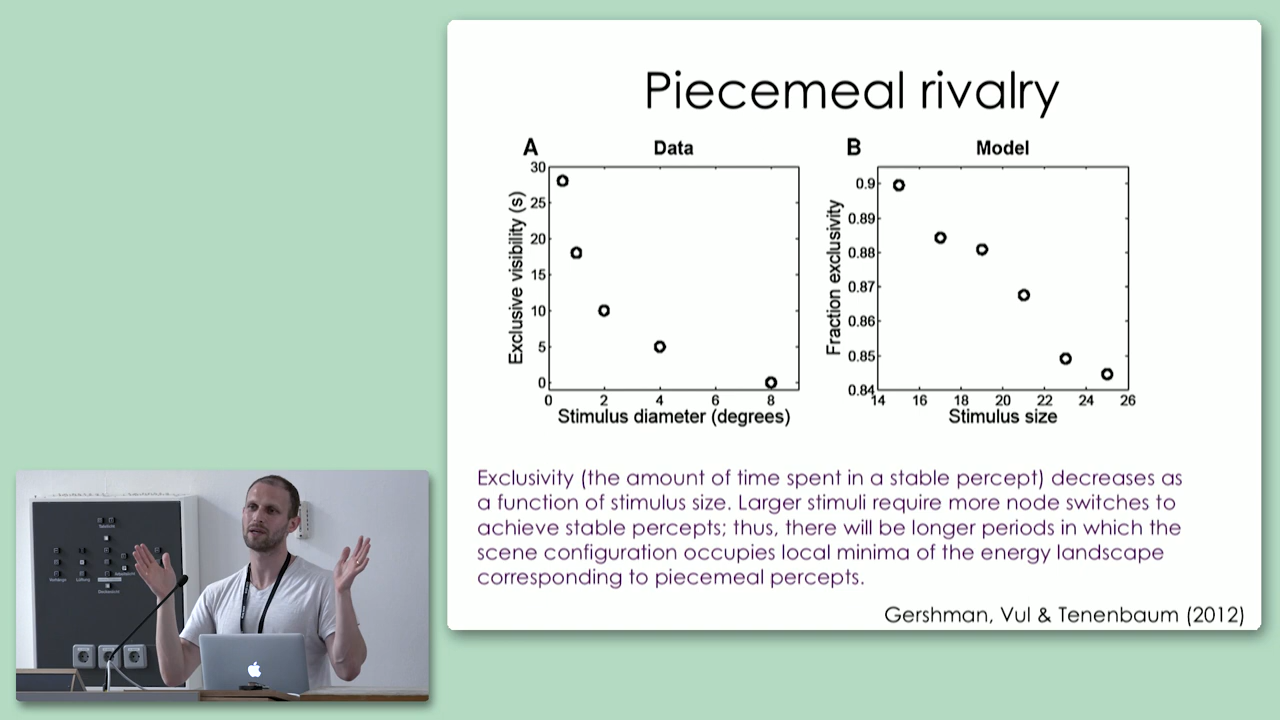 Piecemeal rivalry
A
Data
30
25
20
15
10
5
0
Exclusive visibility (s)
0 2 4 6 8
Stimulus diameter (degrees)
B
Model
0.9
0.89
0.88
0.87
0.86
0.85
0.84
Fraction exclusivity
14 16 18 20 22 24 26
Stimulus size
Exclusivity (the amount of time spent in a stable percept) decreases as
a function of stimulus size. Larger stimuli require more node switches to
achieve stable percepts; thus, there will be longer periods in which the
scene configuration occupies local minima of the energy landscape
corresponding to piecemeal percepts.
Gershman, Vul & Tenenbaum (2012)